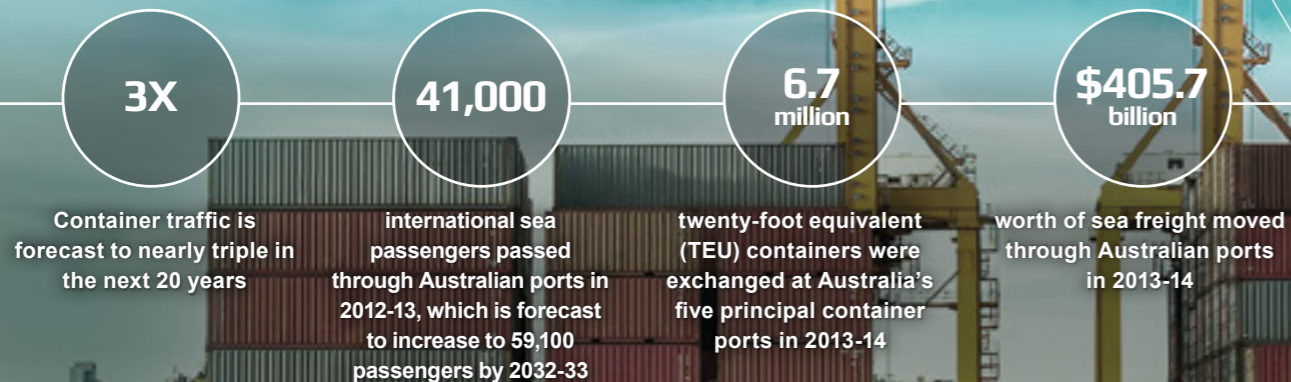 3X
Container traffic is
forecast to nearly triple in
the next 20 years
41,000
international sea
passengers passed
through Australian ports in
2012-13, which is forecast
to increase to 59,100
passengers by 2032-33
6.7
million
twenty-foot equivalent
(TEU) containers were
exchanged at Australia’s
five principal container
ports in 2013-14
$405.7
billion
worth of sea freight moved
through Australian ports
in 2013-14